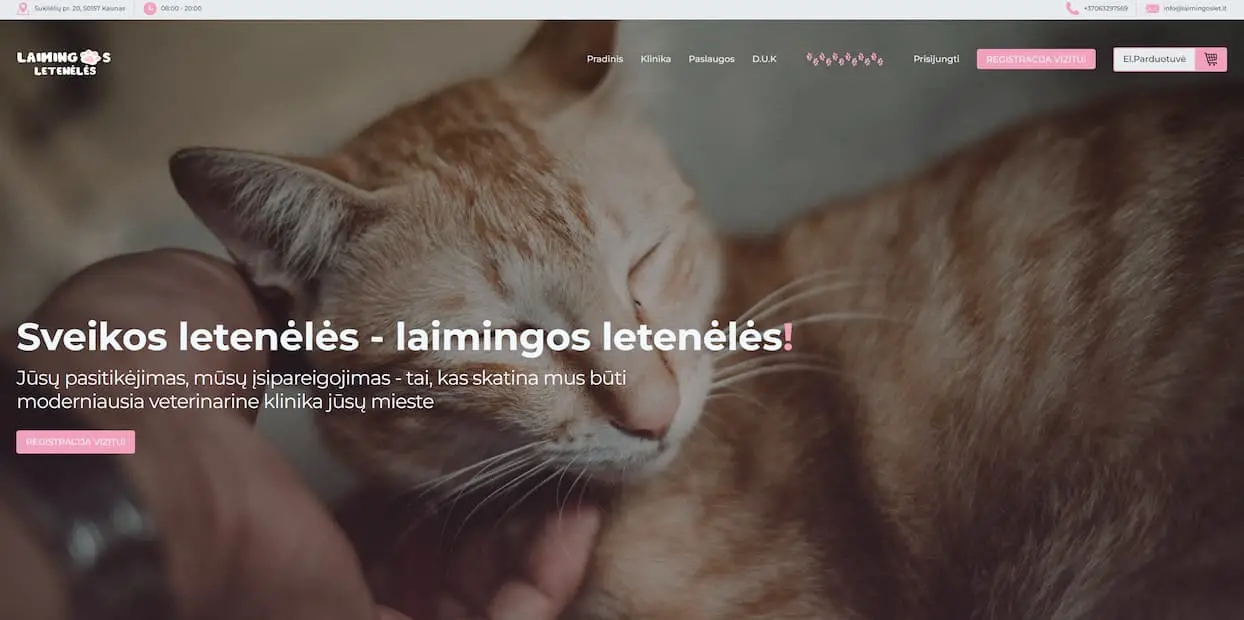 Sukilėlių pr. 20, 50157 Kaunas
08:00 - 20:00
+37063297569
info@laimingoslet.lt
LAIMINGOS
LETENĖLĖS
Pradinis
Klinika
Paslaugos
D.U.K
Prisijungti
REGISTRACIJA VIZITUI
El.Parduotuvė
Sveikos letenėlės - laimingos letenėlės!
Jūsų pasitikėjimas, mūsų įsipareigojimas - tai, kas skatina mus būti
moderniausia veterinarine klinika jūsų mieste
REGISTRACIJA VIZITUI